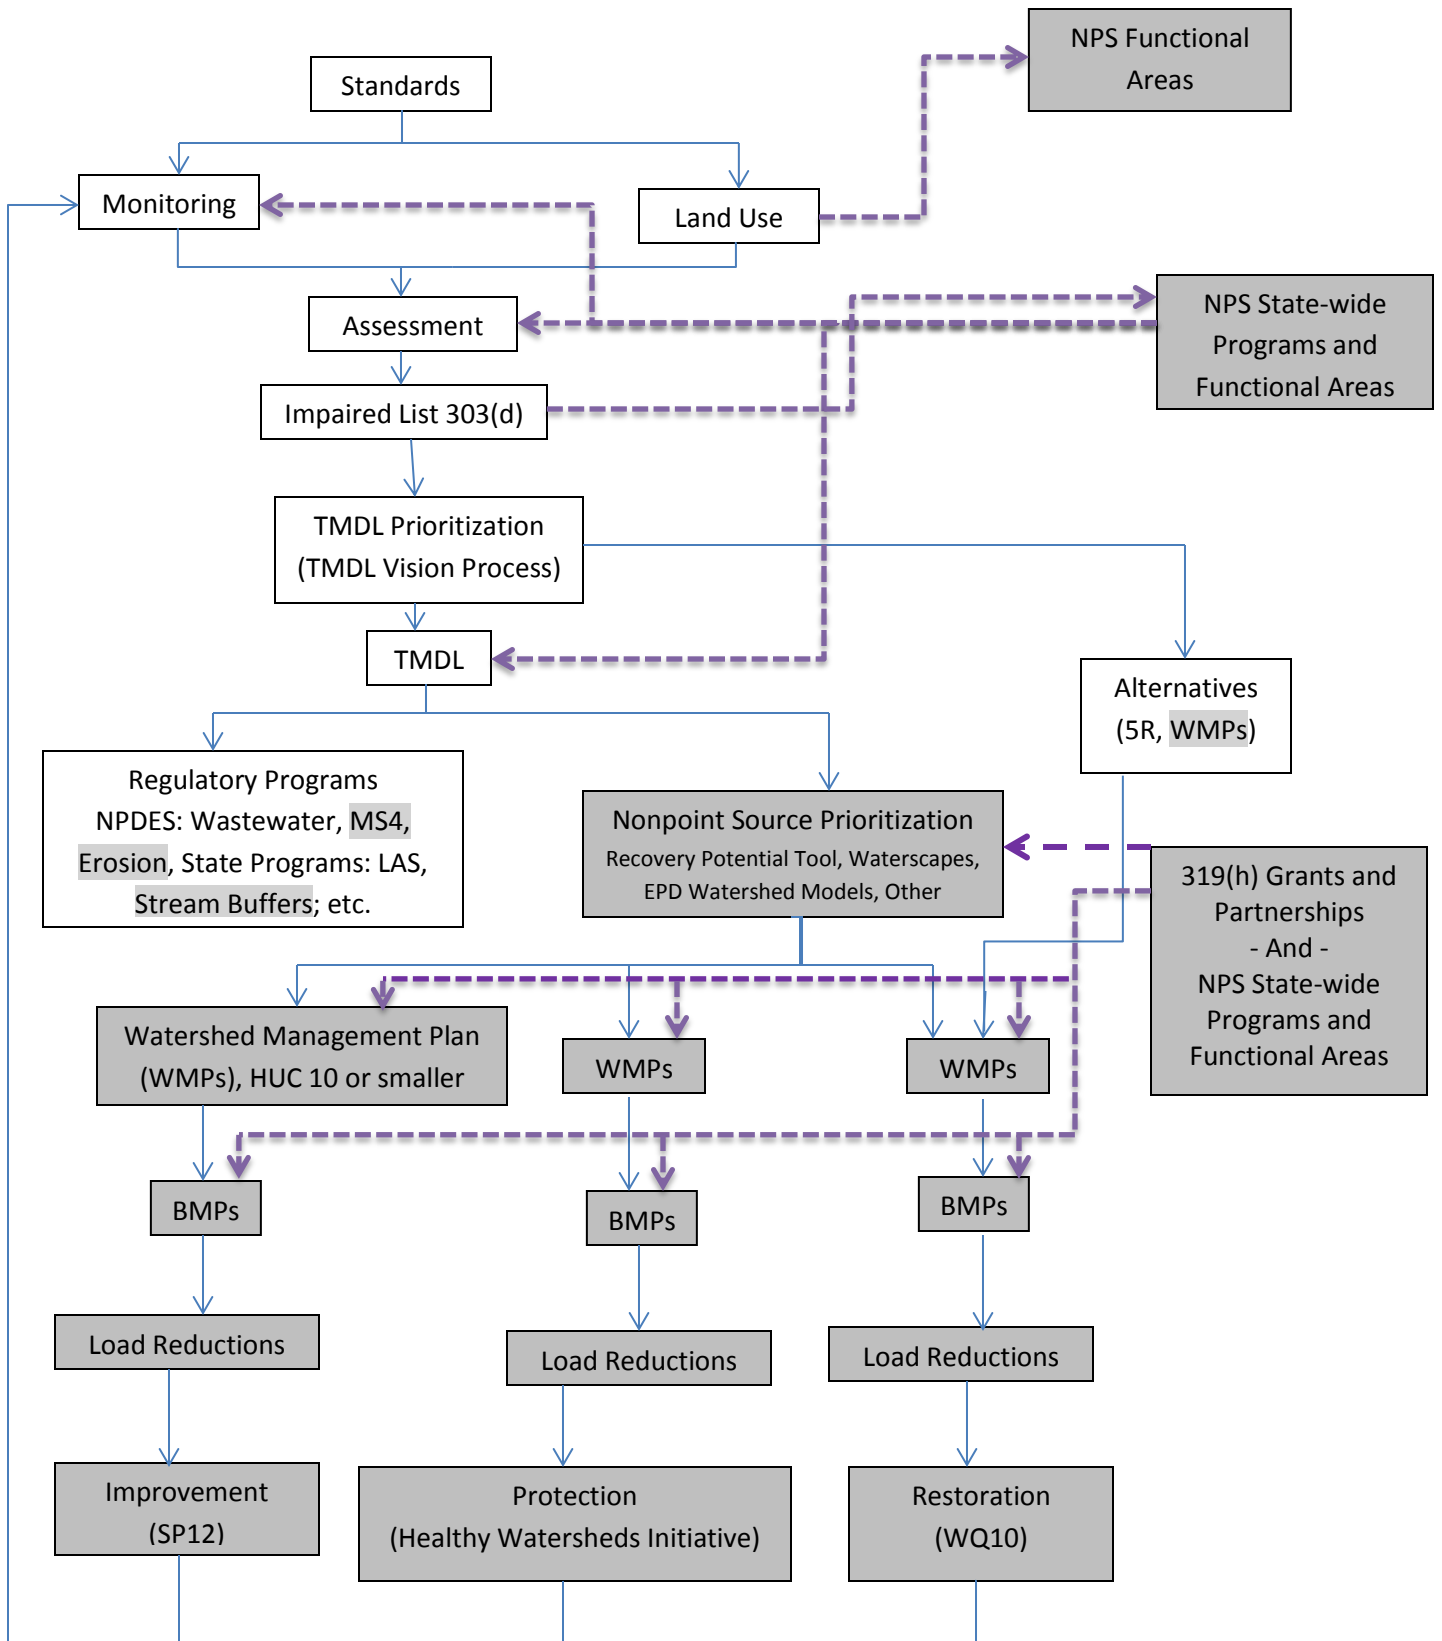 NPS Functional
Areas
Standards
Monitoring
Land Use
NPS State-wide
Programs and
Functional Areas
Assessment
Impaired List 303(d)
TMDL Prioritization
(TMDL Vision Process)
TMDL
Alternatives
(5R, WMPs)
Regulatory Programs
NPDES: Wastewater, MS4,
Erosion, State Programs: LAS,
Stream Buffers; etc.
Nonpoint Source Prioritization
Recovery Potential Tool, Waterscapes,
EPD Watershed Models, Other
319(h) Grants and
Partnerships
- And -
NPS State-wide
Programs and
Functional Areas
Watershed Management Plan
(WMPs), HUC 10 or smaller
WMPs
WMPs
BMPs
BMPs
BMPs
Load Reductions
Load Reductions
Load Reductions
Improvement
(SP12)
Protection
(Healthy Watersheds Initiative)
Restoration
(WQ10)